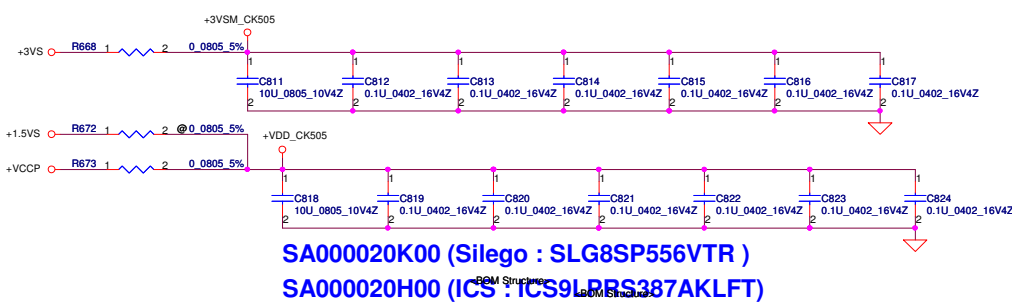 +3VSM_CK505
+3VS R668 1 2 0_0805_5%
1 1 1 1 1 1 1
C811 C812 C813 C814 C815 C816 C817
10U_0805_10V4Z 0.1U_0402_16V4Z 0.1U_0402_16V4Z 0.1U_0402_16V4Z 0.1U_0402_16V4Z 0.1U_0402_16V4Z 0.1U_0402_16V4Z
2 2 2 2 2 2 2
+1.5VS R672 1 2 @ 0_0805_5%
+VDD_CK505
+VCCP R673 1 2 0_0805_5%
1 1 1 1 1 1 1
C818 C819 C820 C821 C822 C823 C824
10U_0805_10V4Z 0.1U_0402_16V4Z 0.1U_0402_16V4Z 0.1U_0402_16V4Z 0.1U_0402_16V4Z 0.1U_0402_16V4Z 0.1U_0402_16V4Z
2 2 2 2 2 2 2
SA000020K00 (Silego : SLG8SP556VTR )
<BOM Structure>
SA000020H00 (ICS : ICS9LPRS387AKLFT)
<BOM Structure>